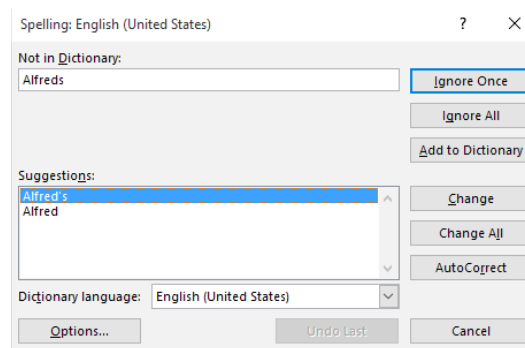 Spelling: English (United States) ? ×
Not in Dictionary:
Alfreds
Ignore Once
Ignore All
Add to Dictionary
Suggestions:
Alfred's
Alfred
Change
Change All
AutoCorrect
Dictionary language: English (United States)
Options... Undo Last Cancel